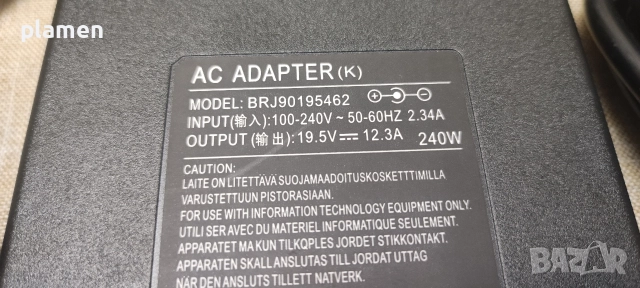 plamen
AC ADAPTER(K)
MODEL: BRJ90195462
INPUT(输入):100-240V ~ 50-60HZ 2.34A
OUTPUT(输出):19.5V 12.3A 240W
CAUTION:
LAITE ON LITETTÄVÄ SUOJAMAADOITUSKOSKETTIMILLA
VARUSTETTUUN PISTORASIAAN.
FOR USE WITH INFORMATION TECHNOLOGY EQUIPMENT ONLY.
UTILI SER AVEC DU MATERIEL INFORMATIQUE SEULEMENT.
APPARATET MA KUN TILKQPLES JORDET STIKKONTAKT.
APPARATEN SKALL ANSLUTAS TILL JORDAT UTTAG
NÄR DEN ANSLUTS TILLETT NATVERK.
BAZAR